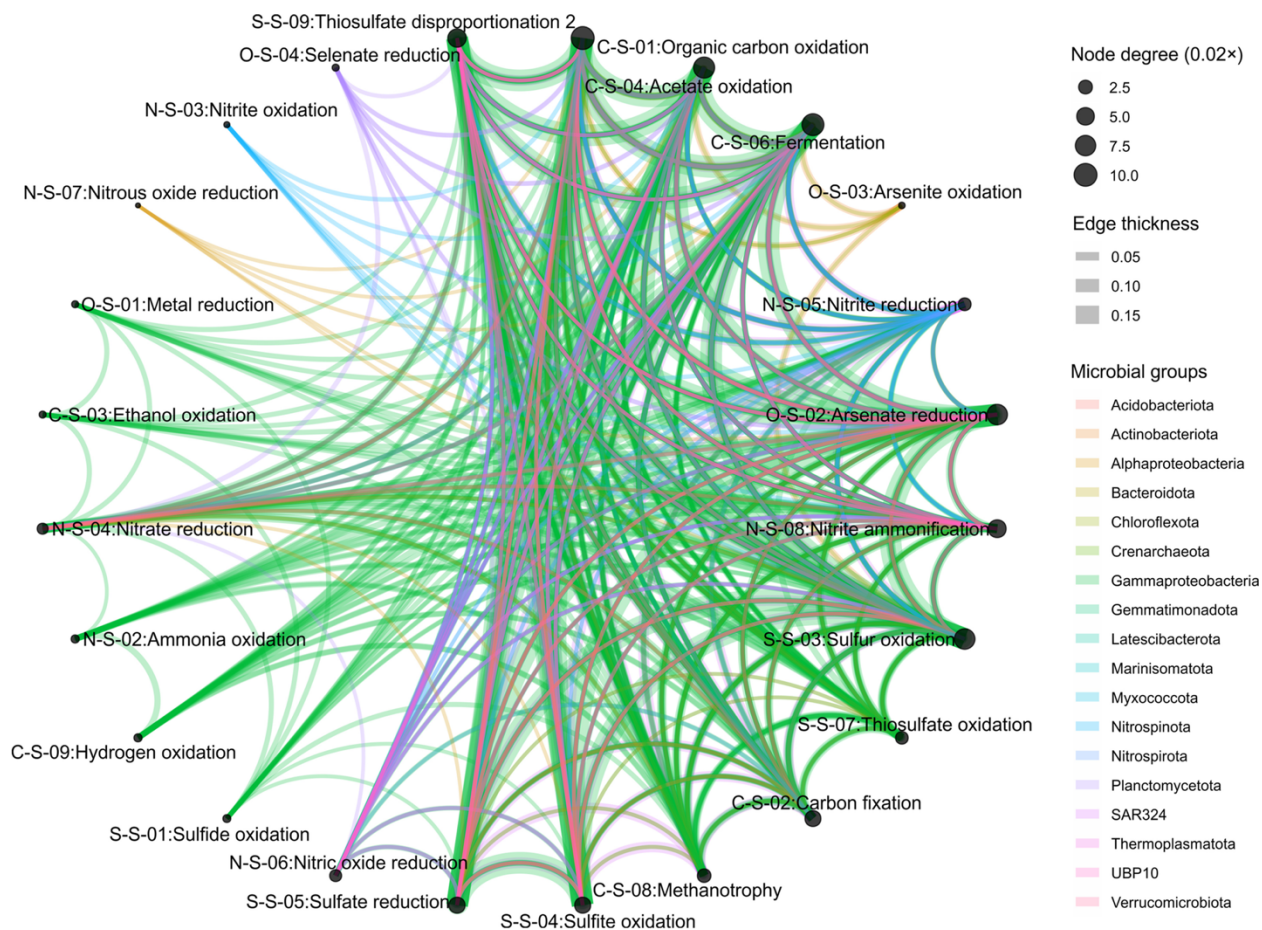 S-S-09:Thiosulfate disproportionation 2
O-S-04:Selenate reduction
C-S-01:Organic carbon oxidation
C-S-04:Acetate oxidation
N-S-03:Nitrite oxidation
C-S-06:Fermentation
N-S-07:Nitrous oxide reduction
O-S-03:Arsenite oxidation
O-S-01:Metal reduction
N-S-05:Nitrite reduction
C-S-03:Ethanol oxidation
O-S-02:Arsenate reduction
N-S-04:Nitrate reduction
N-S-08:Nitrite ammonification
N-S-02:Ammonia oxidation
S-S-03:Sulfur oxidation
C-S-09:Hydrogen oxidation
S-S-07:Thiosulfate oxidation
S-S-01:Sulfide oxidation
C-S-02:Carbon fixation
N-S-06:Nitric oxide reduction
S-S-05:Sulfate reduction
C-S-08:Methanotrophy
S-S-04:Sulfite oxidation
Node degree (0.02×)
2.5
5.0
7.5
10.0
Edge thickness
0.05
0.10
0.15
Microbial groups
Acidobacteriota
Actinobacteriota
Alphaproteobacteria
Bacteroidota
Chloroflexota
Crenarchaeota
Gammaproteobacteria
Gemmatimonadota
Latescibacterota
Marinisomatota
Myxococcota
Nitrospinota
Nitrospirota
Planctomycetota
SAR324
Thermoplasmatota
UBP10
Verrucomicrobiota